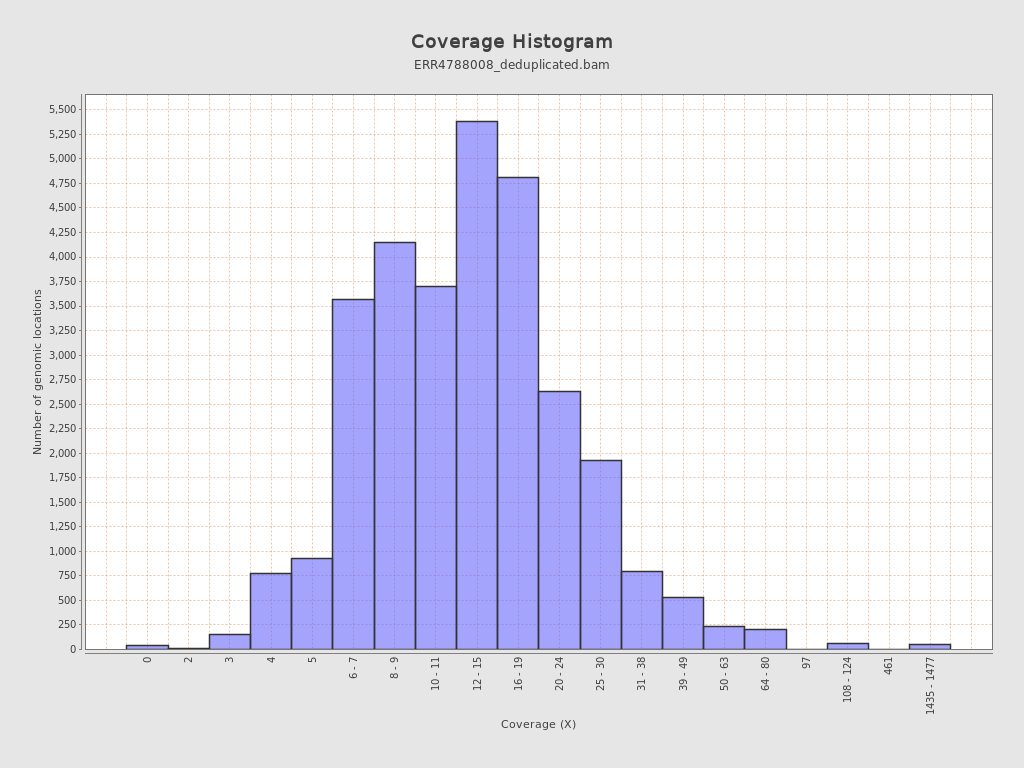 Coverage Histogram
ERR4788008_deduplicated.bam
Number of genomic locations
5,500
5,250
5,000
4,750
4,500
4,250
4,000
3,750
3,500
3,250
3,000
2,750
2,500
2,250
2,000
1,750
1,500
1,250
1,000
750
500
250
0
0
2
3
4
5
6 - 7
8 - 9
10 - 11
12 - 15
16 - 19
20 - 24
25 - 30
31 - 38
39 - 49
50 - 63
64 - 80
97
108 - 124
461
1435 - 1477
Coverage (X)